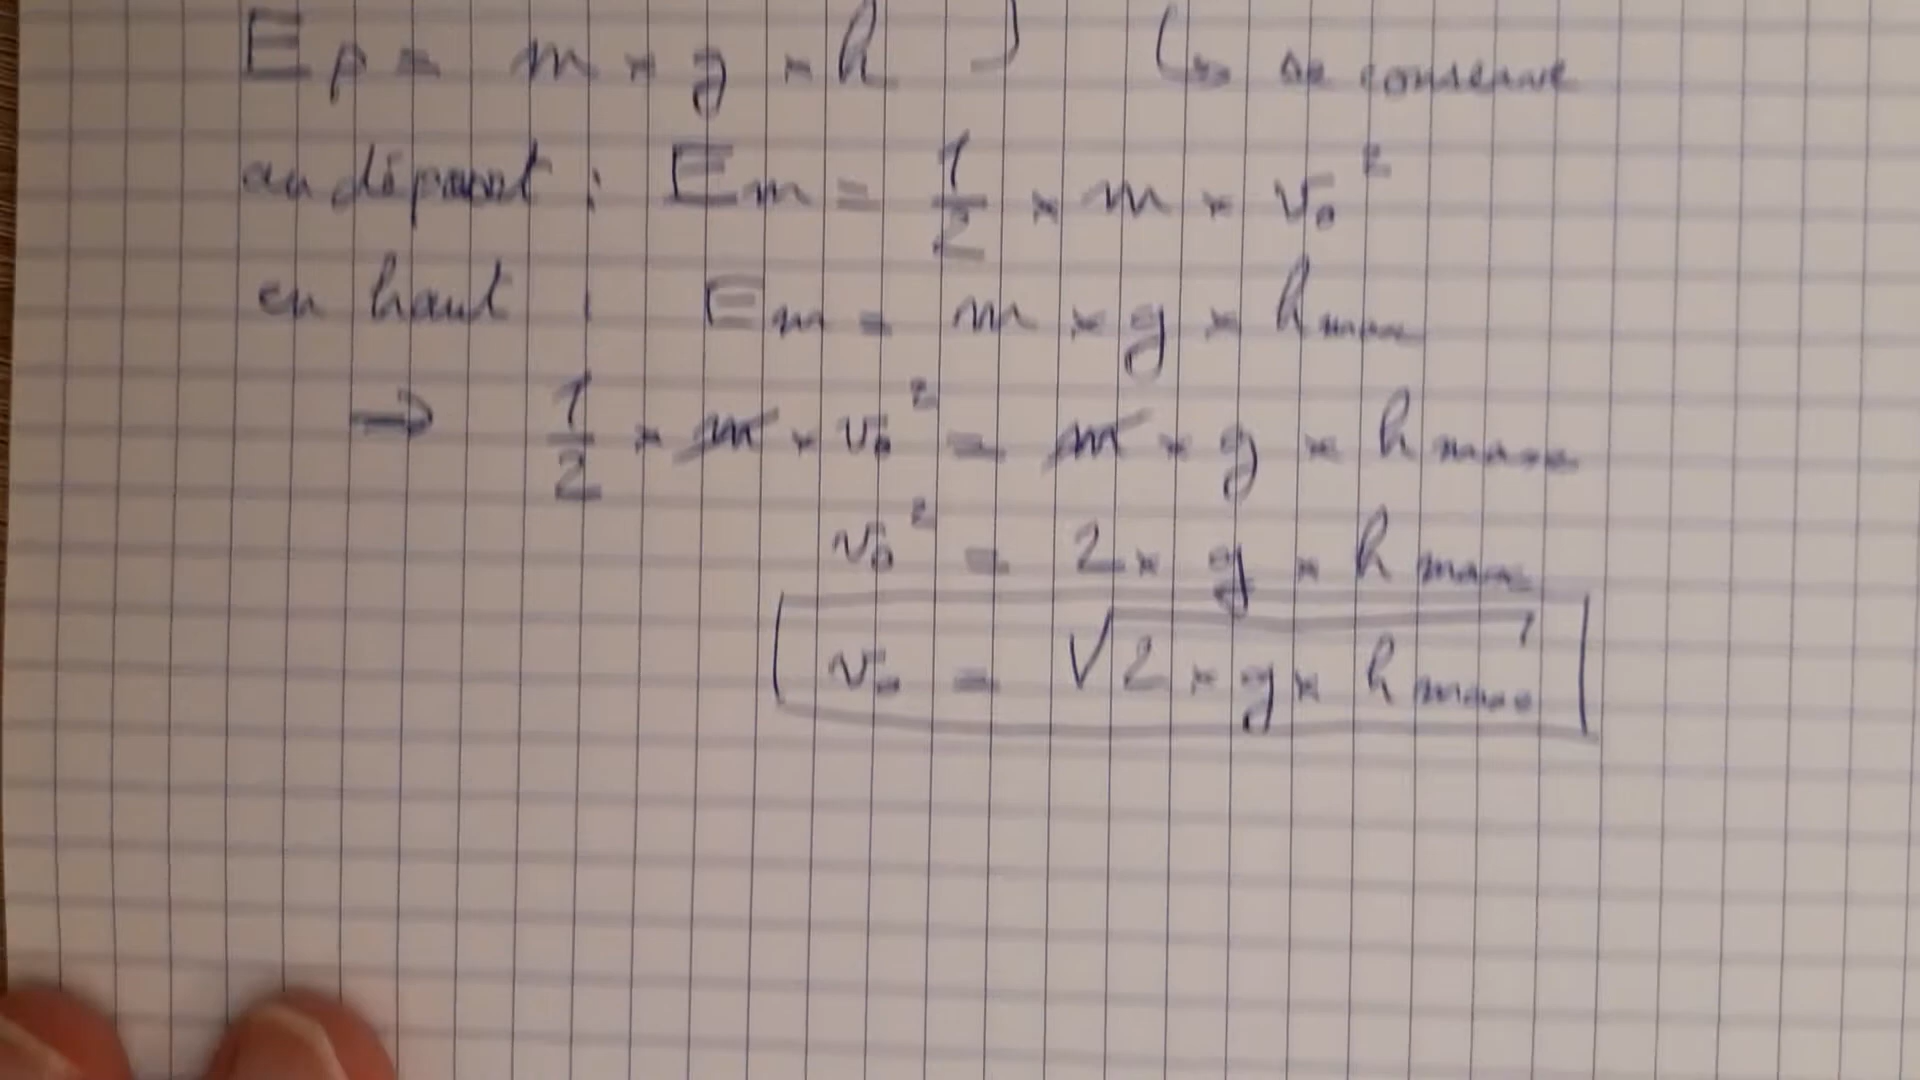 Ep = m × g × h ) (↳ se conserve
au départ : Em = 1/2 × m × v₀²
en haut : Em = m × g × hmax
⇒ 1/2 × m × v₀² = m × g × hmax
v₀² = 2 × g × hmax
v₀ = √2 × g × hmax